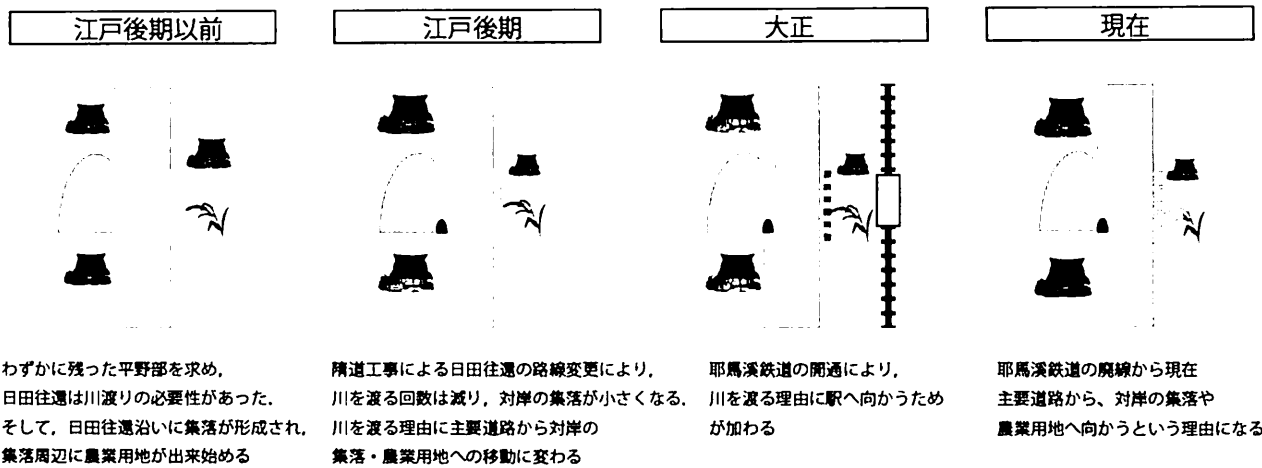 江戸後期以前
江戸後期
大正
現在
わずかに残った平野部を求め,
日田往還は川渡りの必要性があった.
そして, 日田往還沿いに集落が形成され,
集落周辺に農業用地が出来始める
隋道工事による日田往還の路線変更により,
川を渡る回数は減り, 対岸の集落が小さくなる.
川を渡る理由に主要道路から対岸の
集落・農業用地への移動に変わる
耶馬溪鉄道の開通により,
川を渡る理由に駅へ向かうため
が加わる
耶馬溪鉄道の廃線から現在
主要道路から、対岸の集落や
農業用地へ向かうという理由になる